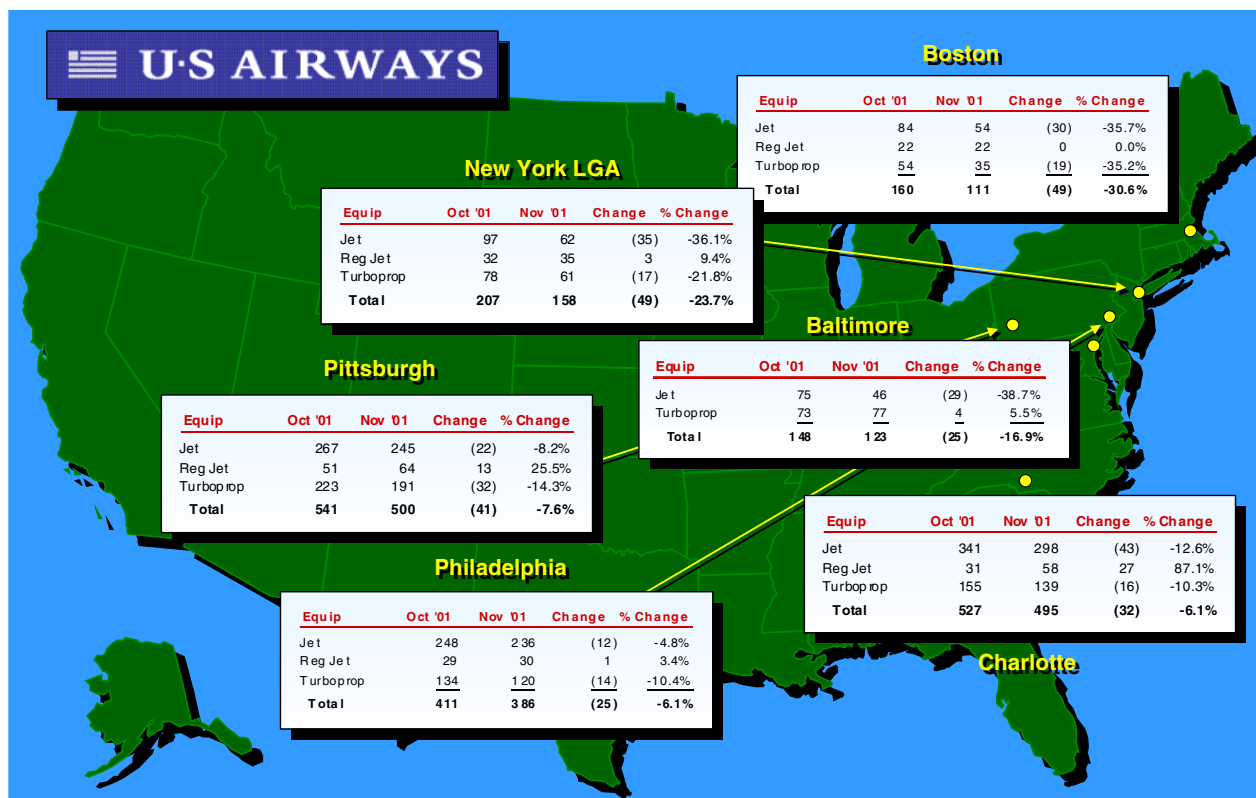 U·S AIRWAYS
Boston
Equip Oct '01 Nov '01 Change % Change
Jet 84 54 (30) -35.7%
Reg Jet 22 22 0 0.0%
Turboprop 54 35 (19) -35.2%
Total 160 111 (49) -30.6%
New York LGA
Equip Oct '01 Nov '01 Change % Change
Jet 97 62 (35) -36.1%
Reg Jet 32 35 3 9.4%
Turboprop 78 61 (17) -21.8%
Total 207 158 (49) -23.7%
Baltimore
Equip Oct '01 Nov '01 Change % Change
Jet 75 46 (29) -38.7%
Turboprop 73 77 4 5.5%
Total 148 123 (25) -16.9%
Pittsburgh
Equip Oct '01 Nov '01 Change % Change
Jet 267 245 (22) -8.2%
Reg Jet 51 64 13 25.5%
Turboprop 223 191 (32) -14.3%
Total 541 500 (41) -7.6%
Equip Oct '01 Nov '01 Change % Change
Jet 341 298 (43) -12.6%
Reg Jet 31 58 27 87.1%
Turboprop 155 139 (16) -10.3%
Total 527 495 (32) -6.1%
Charlotte
Philadelphia
Equip Oct '01 Nov '01 Change % Change
Jet 248 236 (12) -4.8%
Reg Jet 29 30 1 3.4%
Turboprop 134 120 (14) -10.4%
Total 411 386 (25) -6.1%